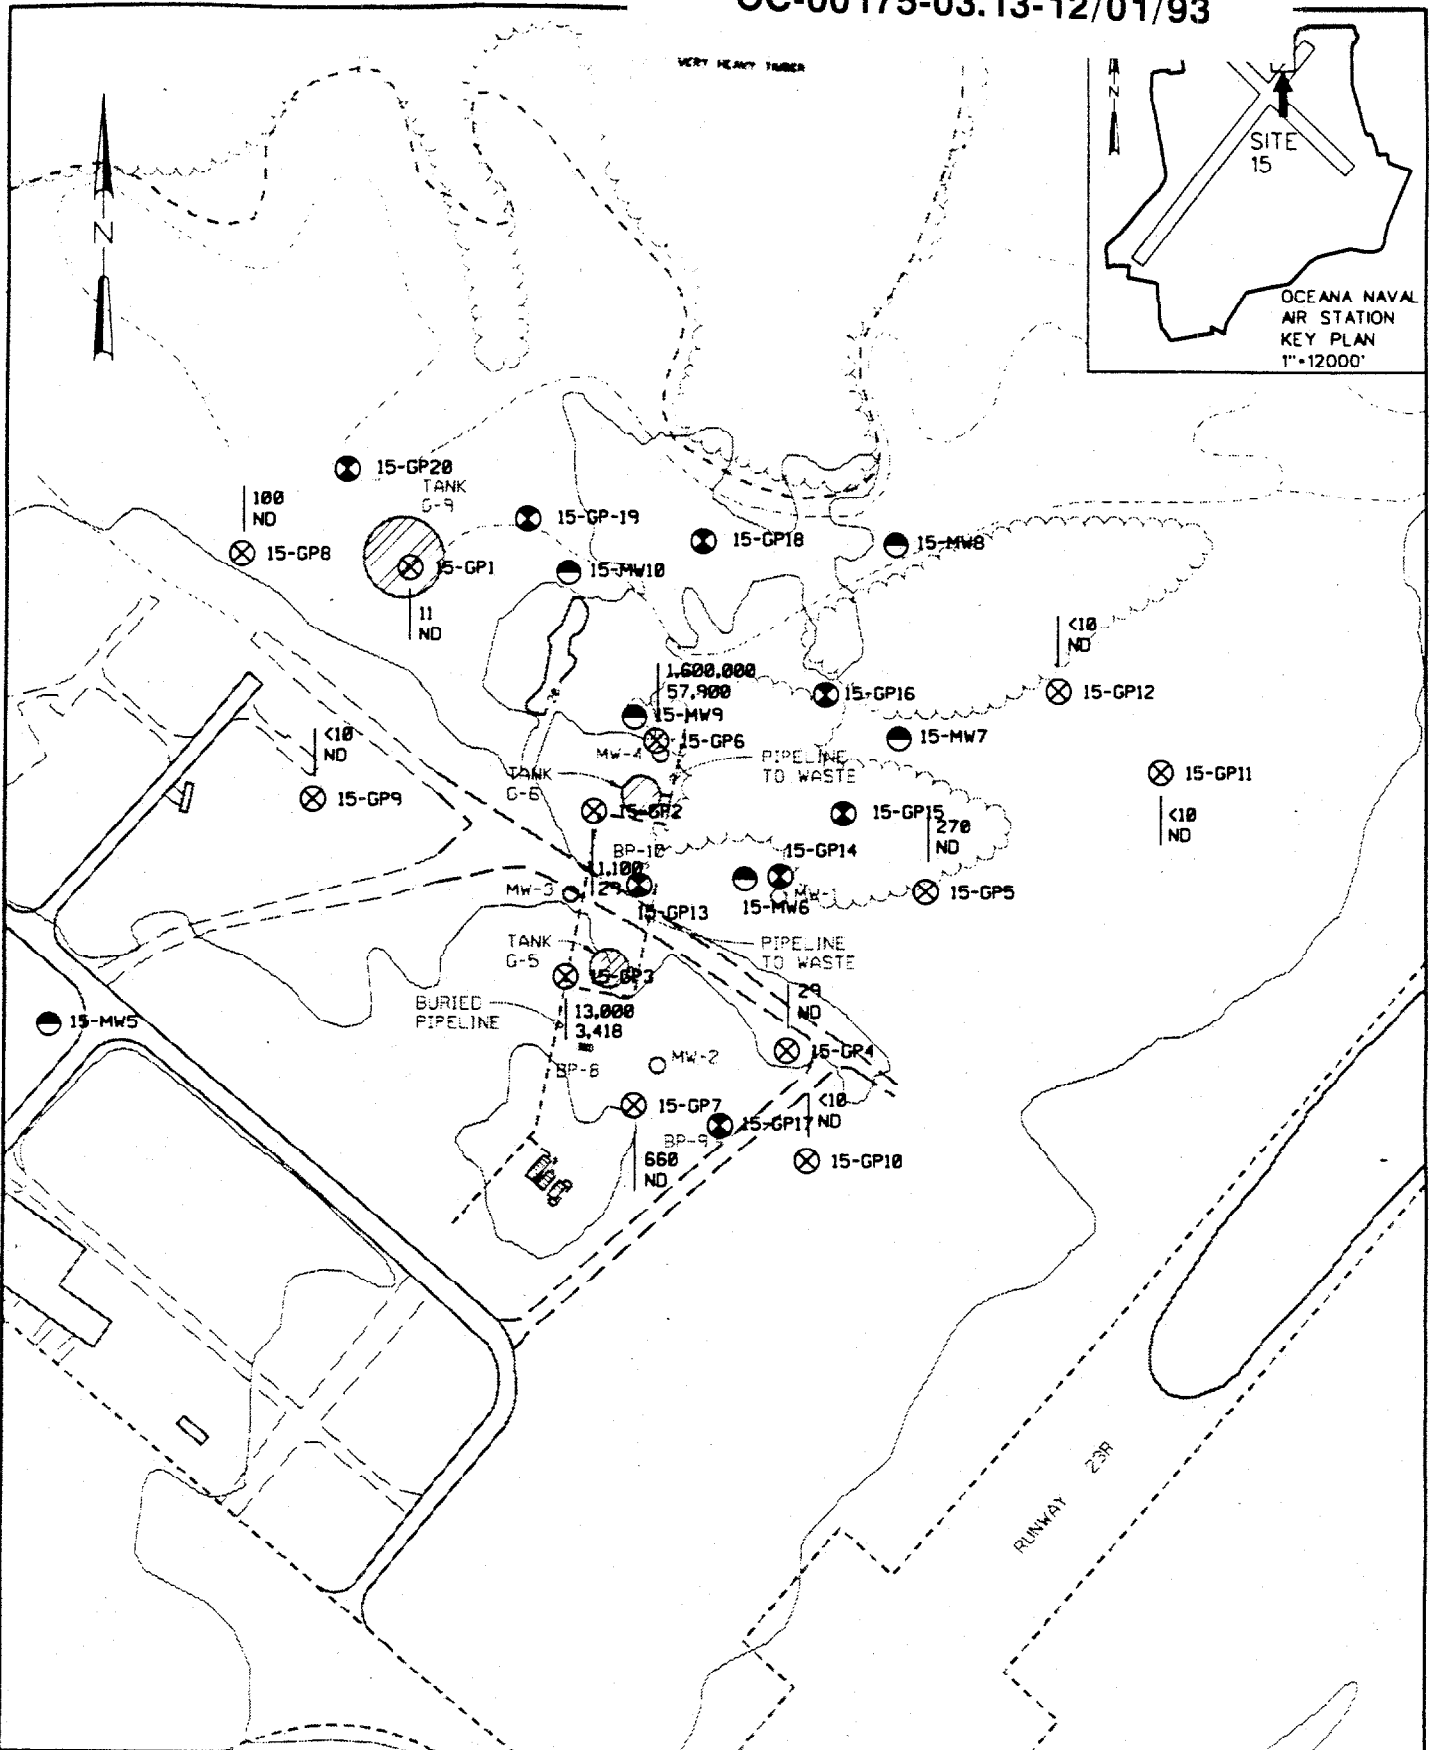 OC-00175-03.13-12/01/93
VERY HEAVY TIMBER
N
N
SITE
15
OCEANA NAVAL
AIR STATION
KEY PLAN
1"=12000'
15-GP20
TANK
G-9
100
ND
15-GP8
15-GP-19
15-GP18
15-MW8
15-GP1
15-MW10
11
ND
<10
ND
15-GP12
1,600,000
57,900
15-GP16
15-MW9
15-GP6
MW-4
15-MW7
PIPELINE
TO WASTE
<10
ND
15-GP9
TANK
G-6
15-GP2
15-GP11
<10
ND
15-GP15
270
ND
BP-10
15-GP14
1,100
29
MW-3
MW-1
15-MW6
15-GP5
15-GP13
TANK
G-5
PIPELINE
TO WASTE
15-GP3
BURIED
PIPELINE
13,000
3,418
29
ND
15-MW5
15-GP4
BP-8
MW-2
15-GP7
<10
ND
15-GP17
BP-9
660
ND
15-GP10
RUNWAY 23R